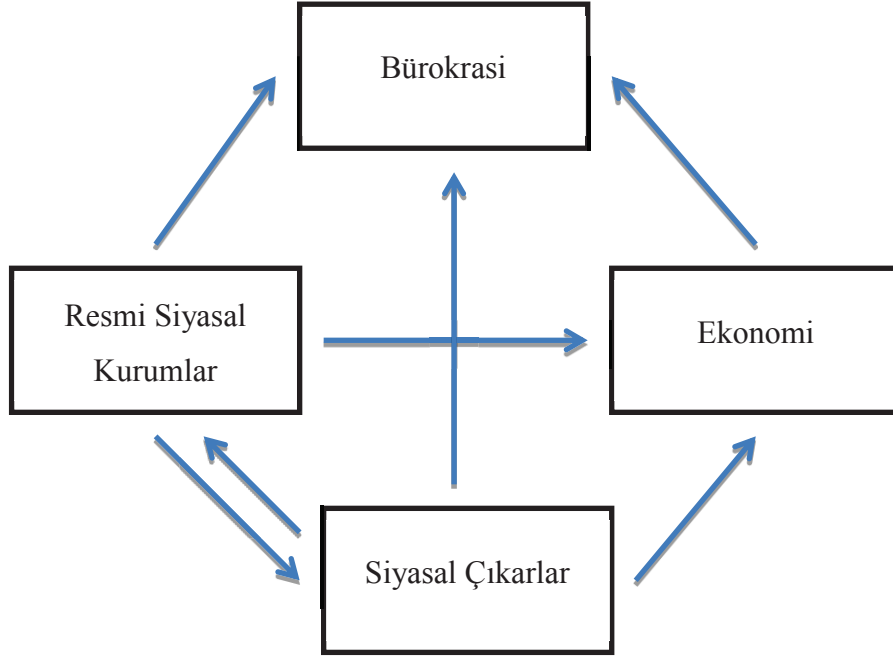 Bürokrasi
Resmi Siyasal
Kurumlar
Ekonomi
Siyasal Çıkarlar